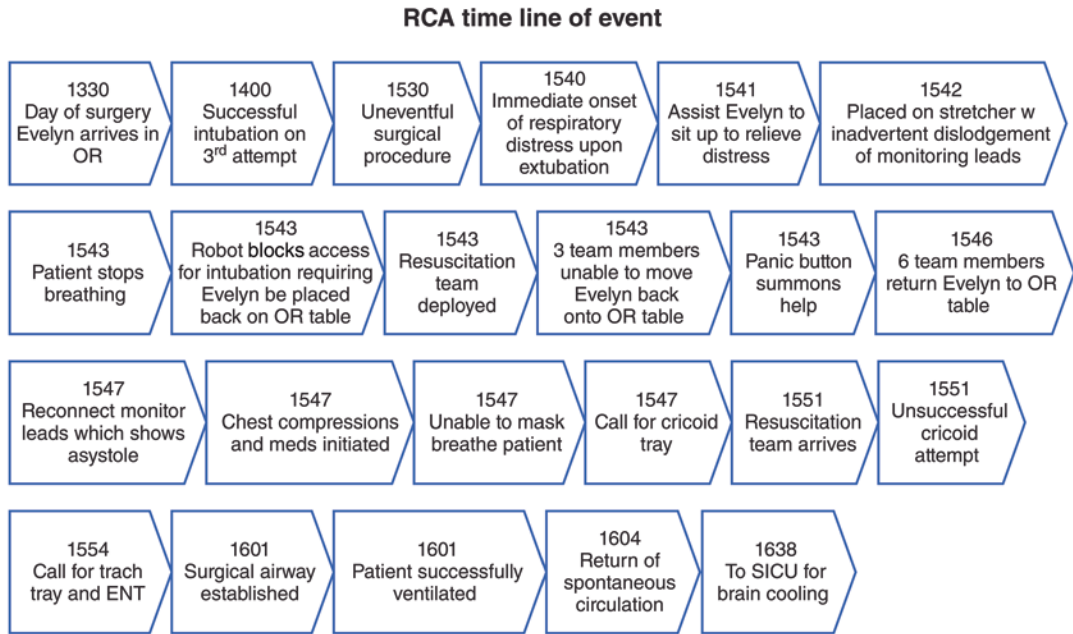 RCA time line of event
1330
Day of surgery
Evelyn arrives in
OR
1400
Successful
intubation on
3rd attempt
1530
Uneventful
surgical
procedure
1540
Immediate onset
of respiratory
distress upon
extubation
1541
Assist Evelyn to
sit up to relieve
distress
1542
Placed on stretcher w
inadvertent dislodgement
of monitoring leads
1543
Patient stops
breathing
1543
Robot blocks access
for intubation requiring
Evelyn be placed
back on OR table
1543
Resuscitation
team
deployed
1543
3 team members
unable to move
Evelyn back
onto OR table
1543
Panic button
summons
help
1546
6 team members
return Evelyn to OR
table
1547
Reconnect monitor
leads which shows
asystole
1547
Chest compressions
and meds initiated
1547
Unable to mask
breathe patient
1547
Call for cricoid
tray
1551
Resuscitation
team arrives
1551
Unsuccessful
cricoid
attempt
1554
Call for trach
tray and ENT
1601
Surgical airway
established
1601
Patient successfully
ventilated
1604
Return of
spontaneous
circulation
1638
To SICU for
brain cooling